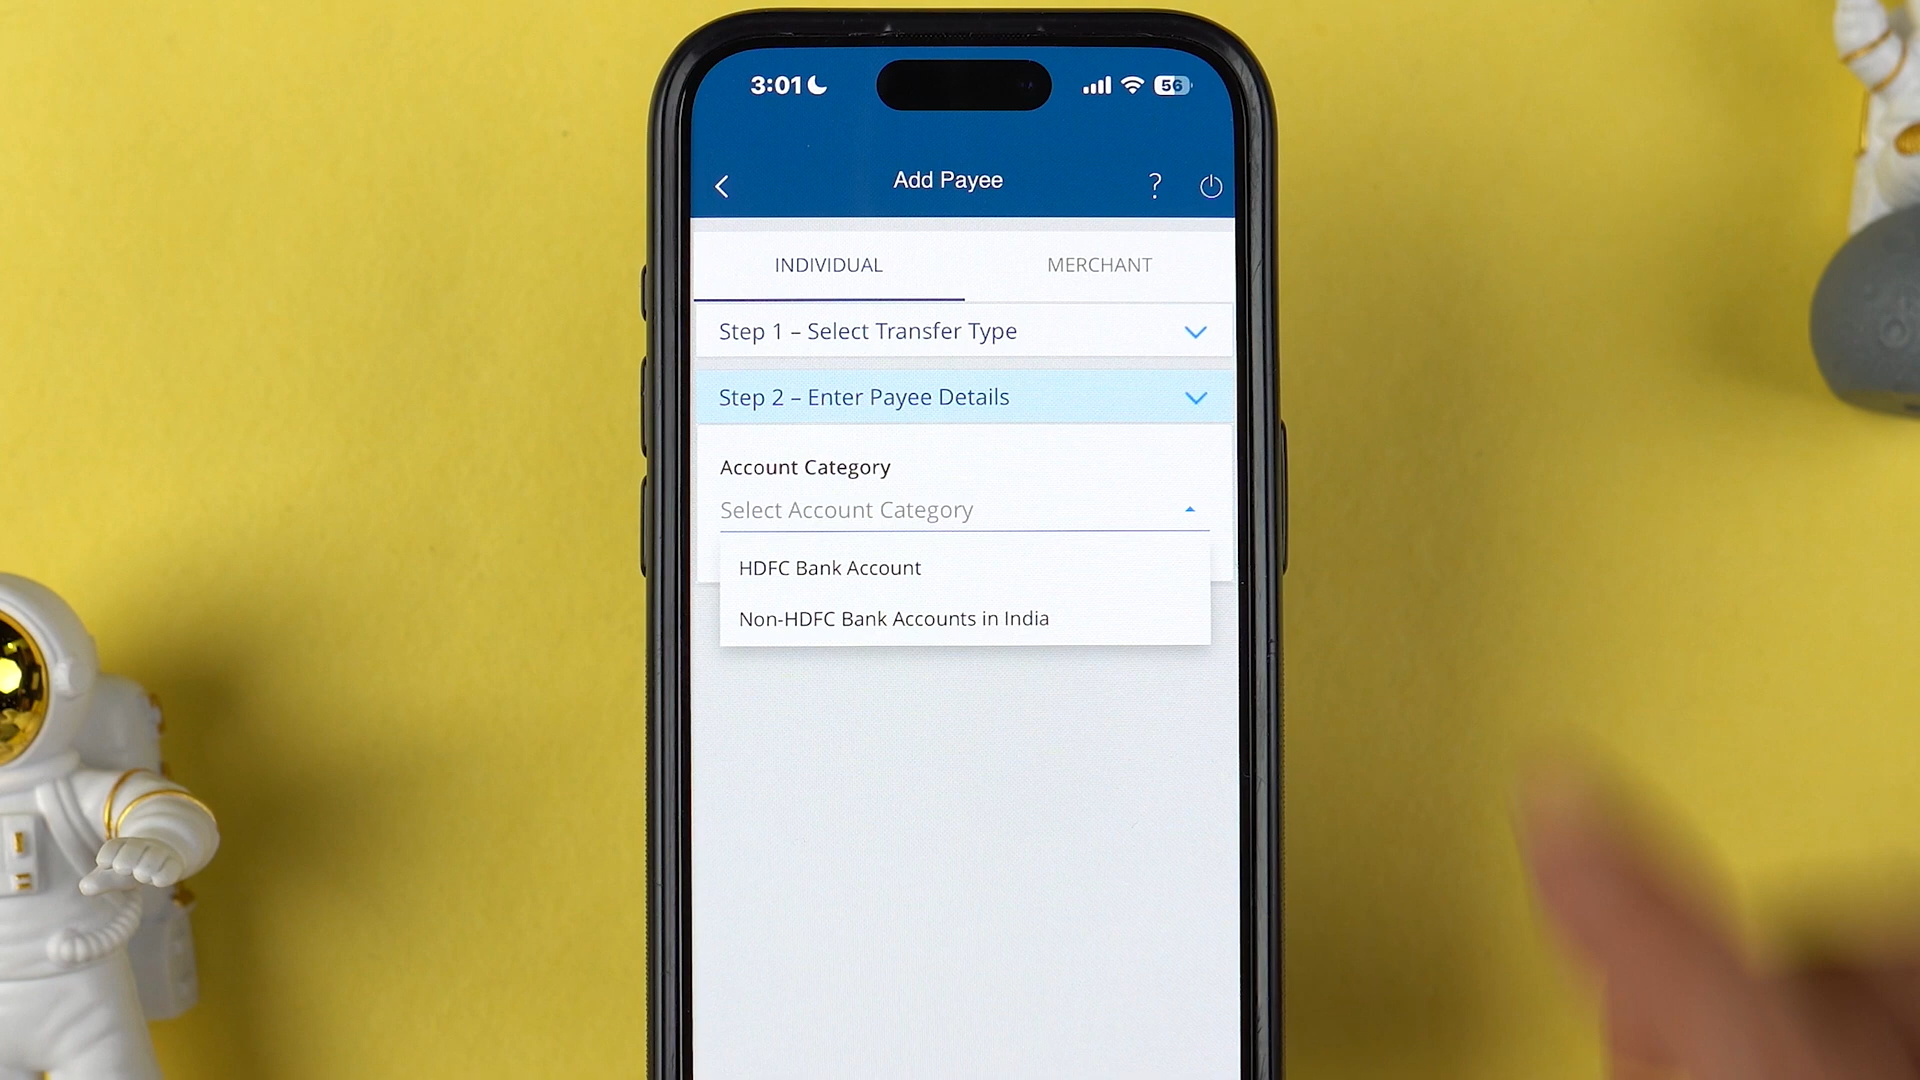 3:01
56
Add Payee
?
INDIVIDUAL
MERCHANT
Step 1 – Select Transfer Type
Step 2 – Enter Payee Details
Account Category
Select Account Category
HDFC Bank Account
Non-HDFC Bank Accounts in India